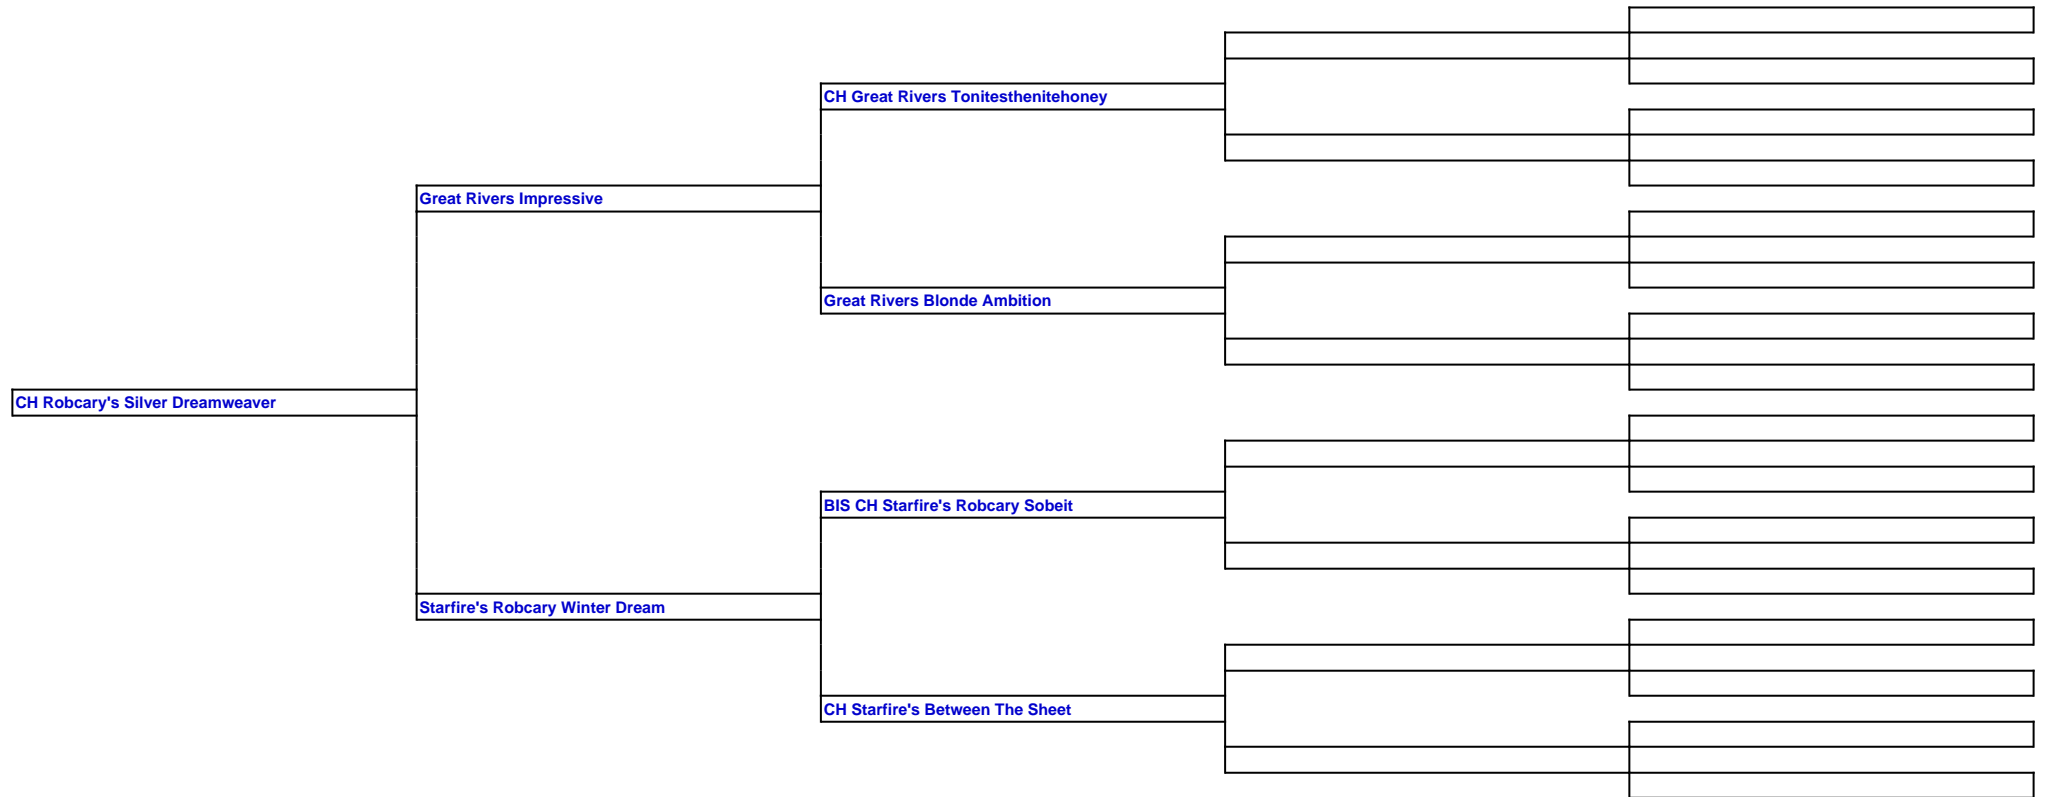 CH Great Rivers Tonitesthenitehoney
Great Rivers Impressive
Great Rivers Blonde Ambition
CH Robcary's Silver Dreamweaver
BIS CH Starfire's Robcary Sobeit
Starfire's Robcary Winter Dream
CH Starfire's Between The Sheet